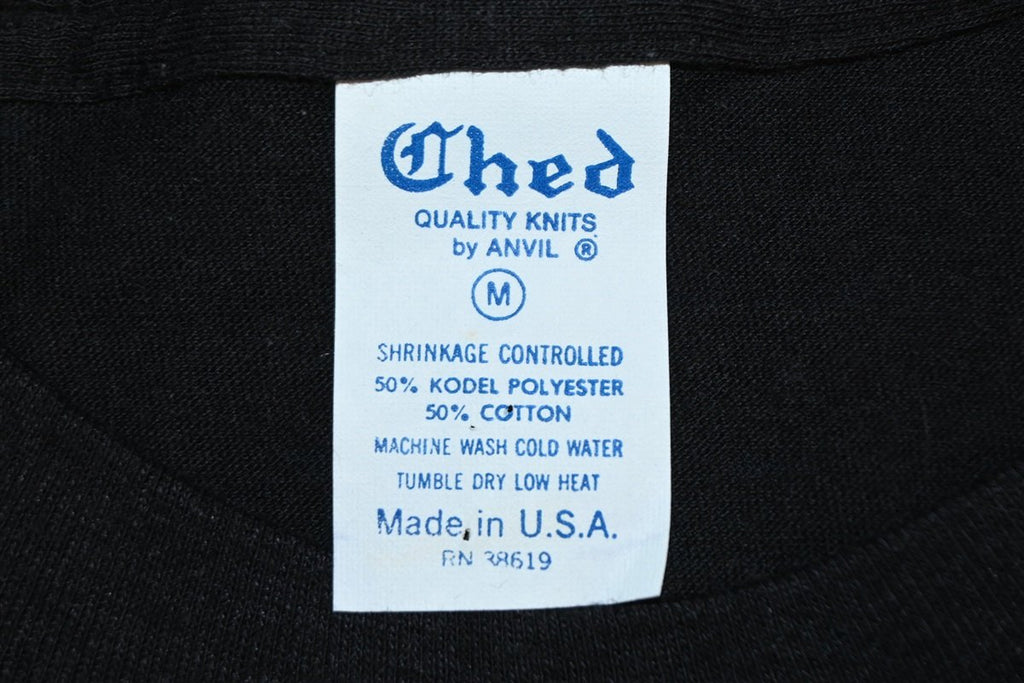 Ched
QUALITY KNITS
by ANVIL ®
M
SHRINKAGE CONTROLLED
50% KODEL POLYESTER
50% COTTON
MACHINE WASH COLD WATER
TUMBLE DRY LOW HEAT
Made in U.S.A.
RN 38619